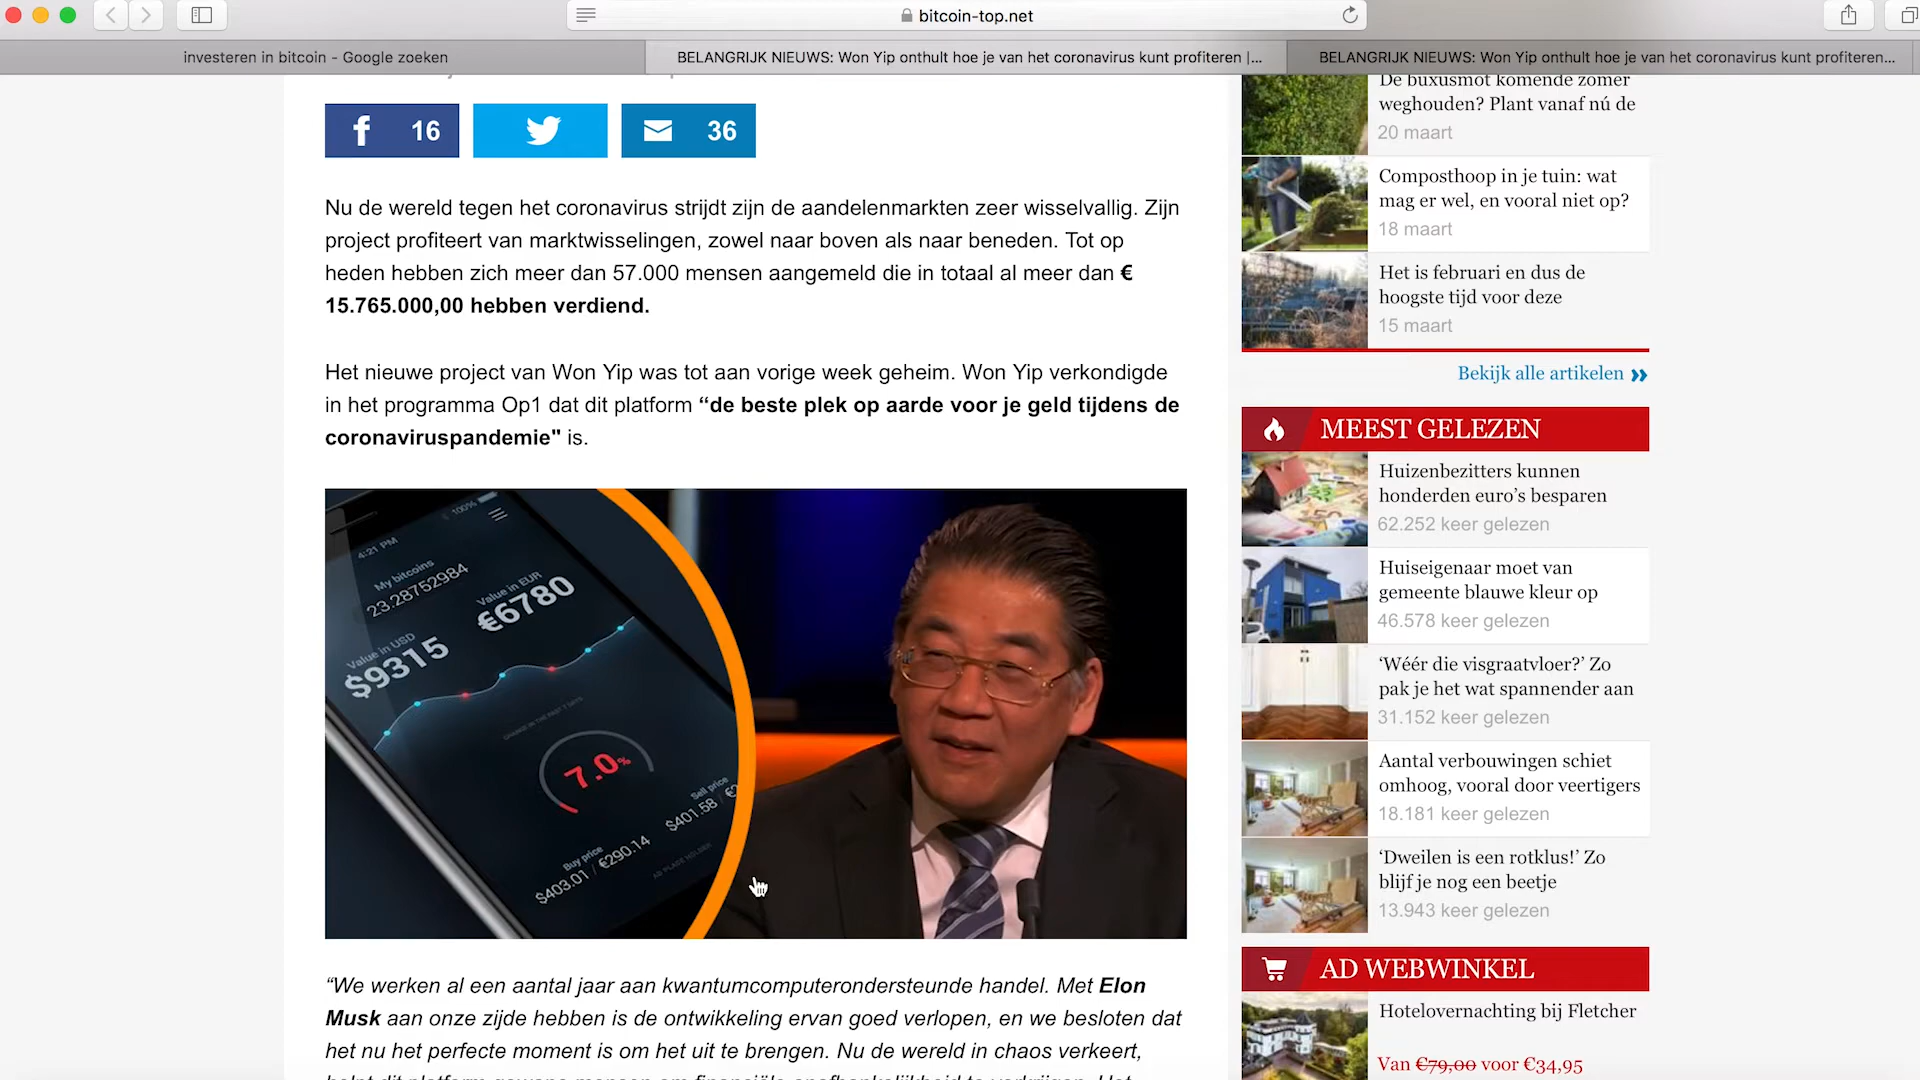 bitcoin-top.net
investeren in bitcoin - Google zoeken
BELANGRIJK NIEUWS: Won Yip onthult hoe je van het coronavirus kunt profiteren |...
BELANGRIJK NIEUWS: Won Yip onthult hoe je van het coronavirus kunt profiteren...
16
36
Nu de wereld tegen het coronavirus strijdt zijn de aandelenmarkten zeer wisselvallig. Zijn
project profiteert van marktwisselingen, zowel naar boven als naar beneden. Tot op
heden hebben zich meer dan 57.000 mensen aangemeld die in totaal al meer dan €
15.765.000,00 hebben verdiend.
Het nieuwe project van Won Yip was tot aan vorige week geheim. Won Yip verkondigde
in het programma Op1 dat dit platform “de beste plek op aarde voor je geld tijdens de
coronaviruspandemie" is.
100%
4:21 PM
My bitcoins
23.28752984
Value in EUR
€6780
Value in USD
$9315
CHANGE IN THE PAST 7 DAYS
7.0%
Sell price
$401.58 / €2
Buy price
$403.01 / €290.14
“We werken al een aantal jaar aan kwantumcomputerondersteunde handel. Met Elon
Musk aan onze zijde hebben is de ontwikkeling ervan goed verlopen, en we besloten dat
het nu het perfecte moment is om het uit te brengen. Nu de wereld in chaos verkeert,
De buxusmot komende zomer
weghouden? Plant vanaf nú de
20 maart
Composthoop in je tuin: wat
mag er wel, en vooral niet op?
18 maart
Het is februari en dus de
hoogste tijd voor deze
15 maart
Bekijk alle artikelen
MEEST GELEZEN
Huizenbezitters kunnen
honderden euro’s besparen
62.252 keer gelezen
Huiseigenaar moet van
gemeente blauwe kleur op
46.578 keer gelezen
‘Wéér die visgraatvloer?’ Zo
pak je het wat spannender aan
31.152 keer gelezen
Aantal verbouwingen schiet
omhoog, vooral door veertigers
18.181 keer gelezen
‘Dweilen is een rotklus!’ Zo
blijf je nog een beetje
13.943 keer gelezen
AD WEBWINKEL
Hotelovernachting bij Fletcher
Van €79,00 voor €34,95